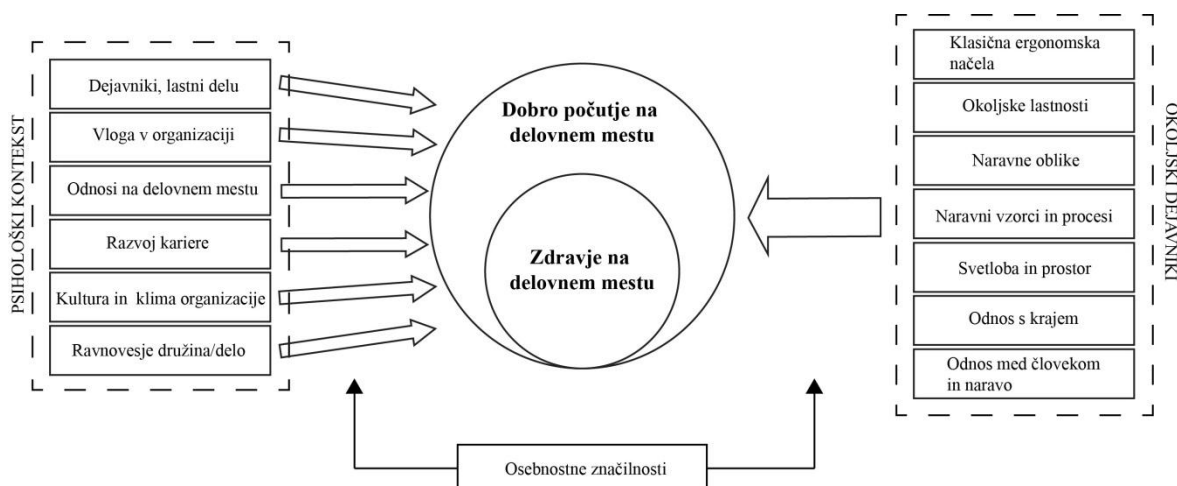 PSIHOLOŠKI KONTEKST
Dejavniki, lastni delu
Vloga v organizaciji
Odnosi na delovnem mestu
Razvoj kariere
Kultura in klima organizacije
Ravnovesje družina/delo
Dobro počutje na
delovnem mestu
Zdravje na
delovnem mestu
Klasična ergonomska
načela
Okoljske lastnosti
Naravne oblike
Naravni vzorci in procesi
Svetloba in prostor
Odnos s krajem
Odnos med človekom
in naravo
OKOLJSKI DEJAVNIKI
Osebnostne značilnosti